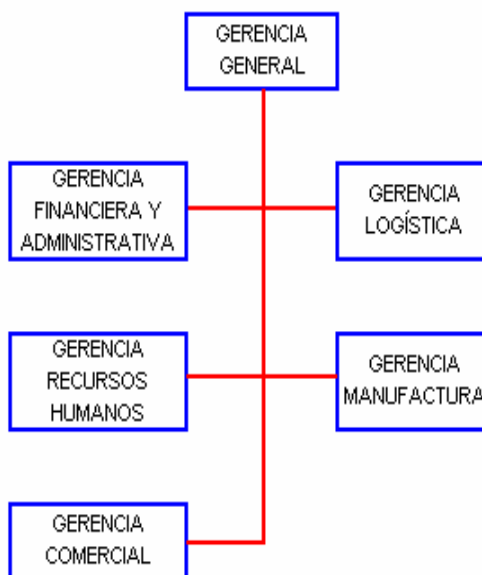 GERENCIA
GENERAL
GERENCIA
FINANCIERA Y
ADMINISTRATIVA
GERENCIA
LOGÍSTICA
GERENCIA
RECURSOS
HUMANOS
GERENCIA
MANUFACTURA
GERENCIA
COMERCIAL